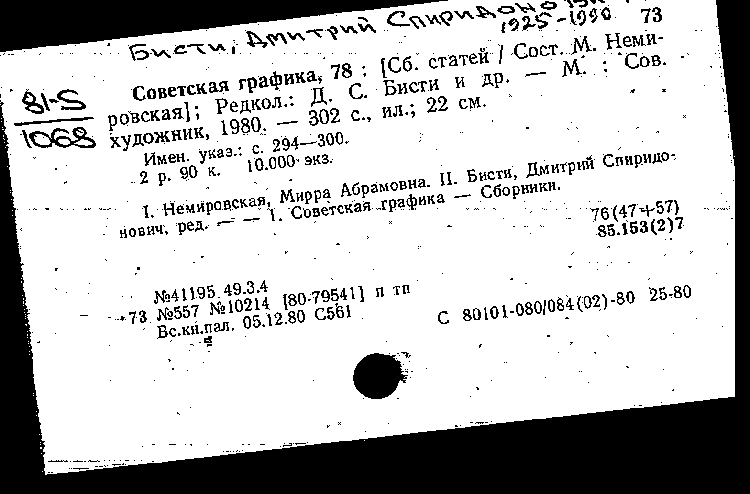 Бисти, Дмитрий Спиридонович
1925-1990 73
81-5
1068
Советская графика, 78 : [Сб. статей / Сост. М. Неми-
ровская]; Редкол.: Д. С. Бисти и др. — М. : Сов.
художник, 1980. — 302 с., ил.; 22 см.
Имен. указ.: с. 294—300.
2 р. 90 к. 10.000 экз.
I. Немировская, Мирра Абрамовна. II. Бисти, Дмитрий Спиридо-
нович, ред. — — 1. Советская графика — Сборники.
76(47+57)
85.153(2)7
№41195 49.3.4
73 №557 №10214 [80-79541] п тп
Вс.кн.пал. 05.12.80 С561
С 80101-080/084(02)-80 25-80